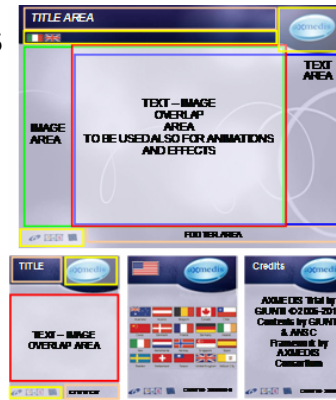 S
TITLE AREA
axmedis
TEXT
AREA
TEXT – IMAGE
OVERLAP
AREA
TO BE USED ALSO FOR ANIMATIONS
AND EFFECTS
IMAGE
AREA
FOOTER AREA
TITLE
axmedis
TEXT – IMAGE
OVERLAP AREA
axmedis
Credits
axmedis
AXMEDIS Trial by
GIUNTI ©2005-201
Contents by GIUNTI
& ANSC
Framework by
AXMEDIS
Consortium